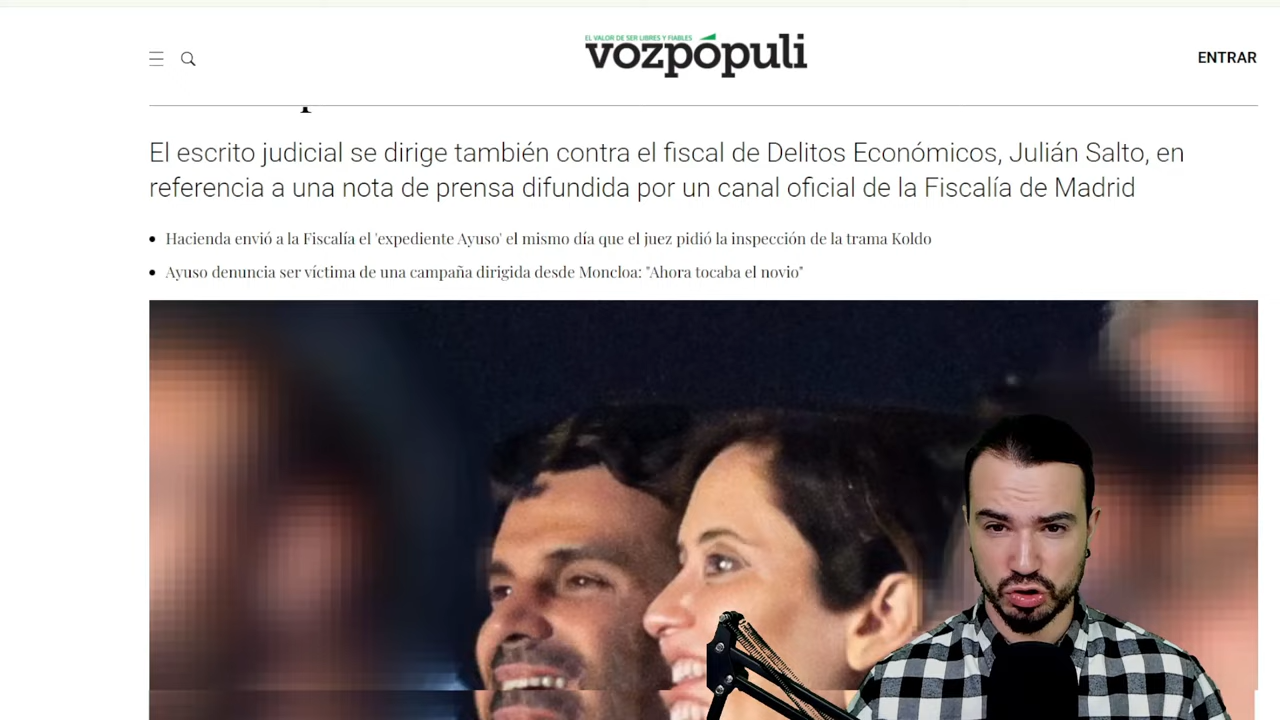 EL VALOR DE SER LIBRES Y FIABLES
vozpópuli
ENTRAR
El escrito judicial se dirige también contra el fiscal de Delitos Económicos, Julián Salto, en
referencia a una nota de prensa difundida por un canal oficial de la Fiscalía de Madrid
Hacienda envió a la Fiscalía el 'expediente Ayuso' el mismo día que el juez pidió la inspección de la trama Koldo
Ayuso denuncia ser víctima de una campaña dirigida desde Moncloa: "Ahora tocaba el novio"